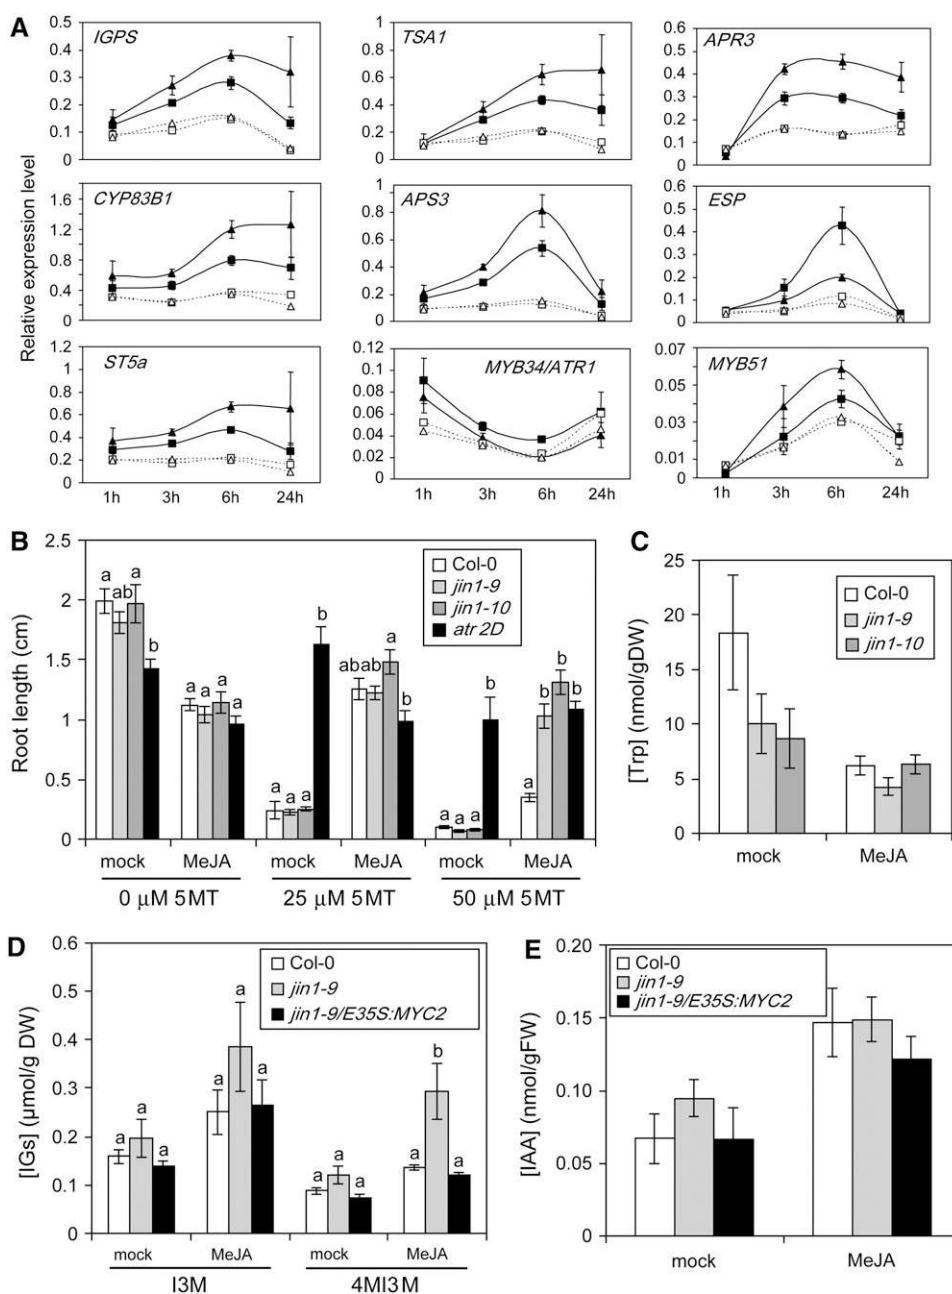 A
Relative expression level
IGPS
0.5
0.4
0.3
0.2
0.1
0
TSA1
1
0.8
0.6
0.4
0.2
0
APR3
0.6
0.5
0.4
0.3
0.2
0.1
0
CYP83B1
2.0
1.6
1.2
0.8
0.4
0
APS3
1
0.8
0.6
0.4
0.2
0
ESP
0.6
0.5
0.4
0.3
0.2
0.1
0
ST5a
1.2
1
0.8
0.6
0.4
0.2
0
1h 3h 6h 24h
MYB34/ATR1
0.12
0.1
0.08
0.06
0.04
0.02
0
1h 3h 6h 24h
MYB51
0.07
0.05
0.03
0.01
0
1h 3h 6h 24h
B
Root length (cm)
2.5
2
1.5
1
0.5
0
Col-0
jin1-9
jin1-10
atr2D
a ab a b
a a a a
a a a b
ab ab a b
a a a b
a b b b
mock MeJA mock MeJA mock MeJA
0 µM 5MT 25 µM 5MT 50 µM 5MT
C
[Trp] (nmol/gDW)
25
20
15
10
5
0
Col-0
jin1-9
jin1-10
mock MeJA
D
[IGs] (µmol/g DW)
0.6
0.5
0.4
0.3
0.2
0.1
0
Col-0
jin1-9
jin1-9/E35S:MYC2
a a a
a a a
a a a
a b a
mock MeJA mock MeJA
I3M 4MI3M
E
[IAA] (nmol/gFW)
0.20
0.15
0.10
0.05
0
Col-0
jin1-9
jin1-9/E35S:MYC2
mock MeJA